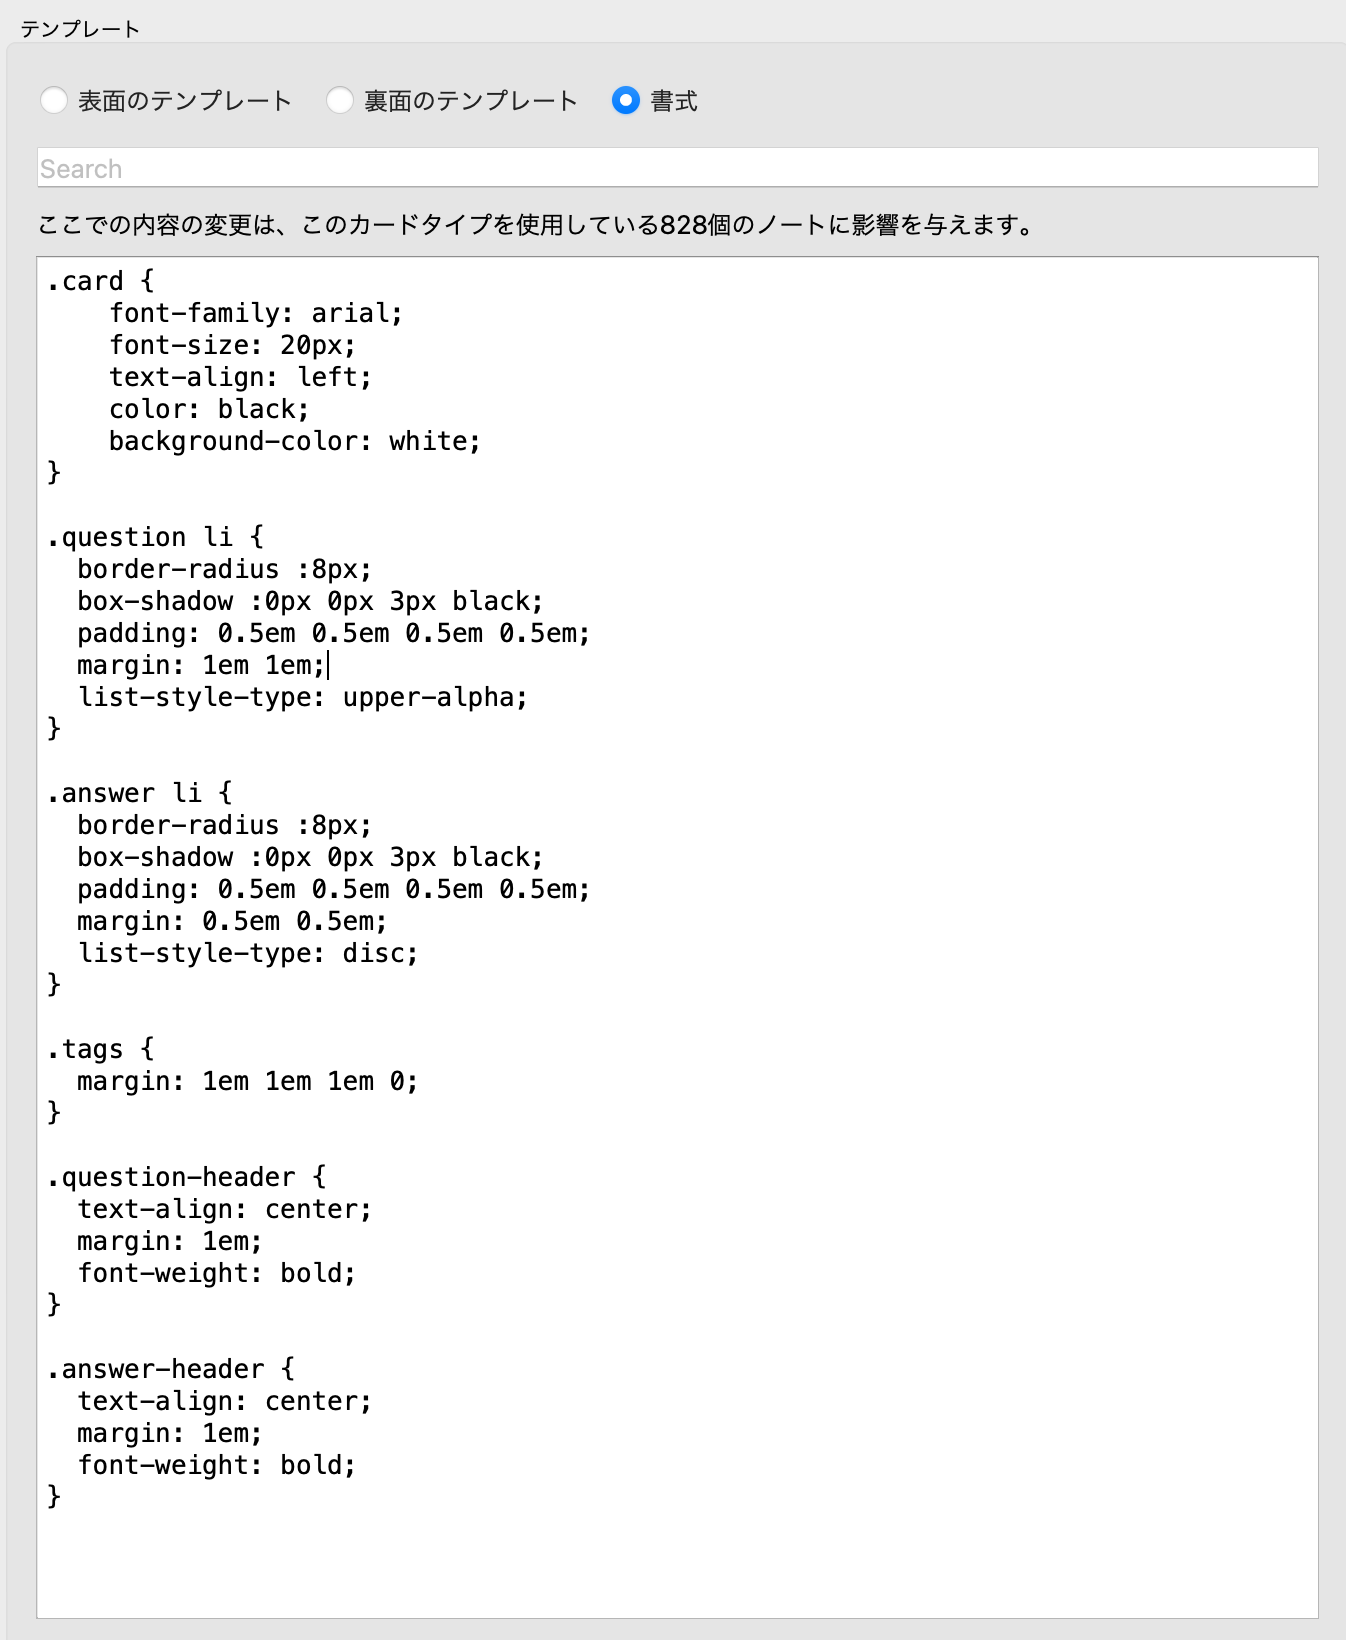 テンプレート
表面のテンプレート 裏面のテンプレート 書式
Search
ここでの内容の変更は、このカードタイプを使用している828個のノートに影響を与えます。
.card {
    font-family: arial;
    font-size: 20px;
    text-align: left;
    color: black;
    background-color: white;
}

.question li {
  border-radius :8px;
  box-shadow :0px 0px 3px black;
  padding: 0.5em 0.5em 0.5em 0.5em;
  margin: 1em 1em;
  list-style-type: upper-alpha;
}

.answer li {
  border-radius :8px;
  box-shadow :0px 0px 3px black;
  padding: 0.5em 0.5em 0.5em 0.5em;
  margin: 0.5em 0.5em;
  list-style-type: disc;
}

.tags {
  margin: 1em 1em 1em 0;
}

.question-header {
  text-align: center;
  margin: 1em;
  font-weight: bold;
}

.answer-header {
  text-align: center;
  margin: 1em;
  font-weight: bold;
}